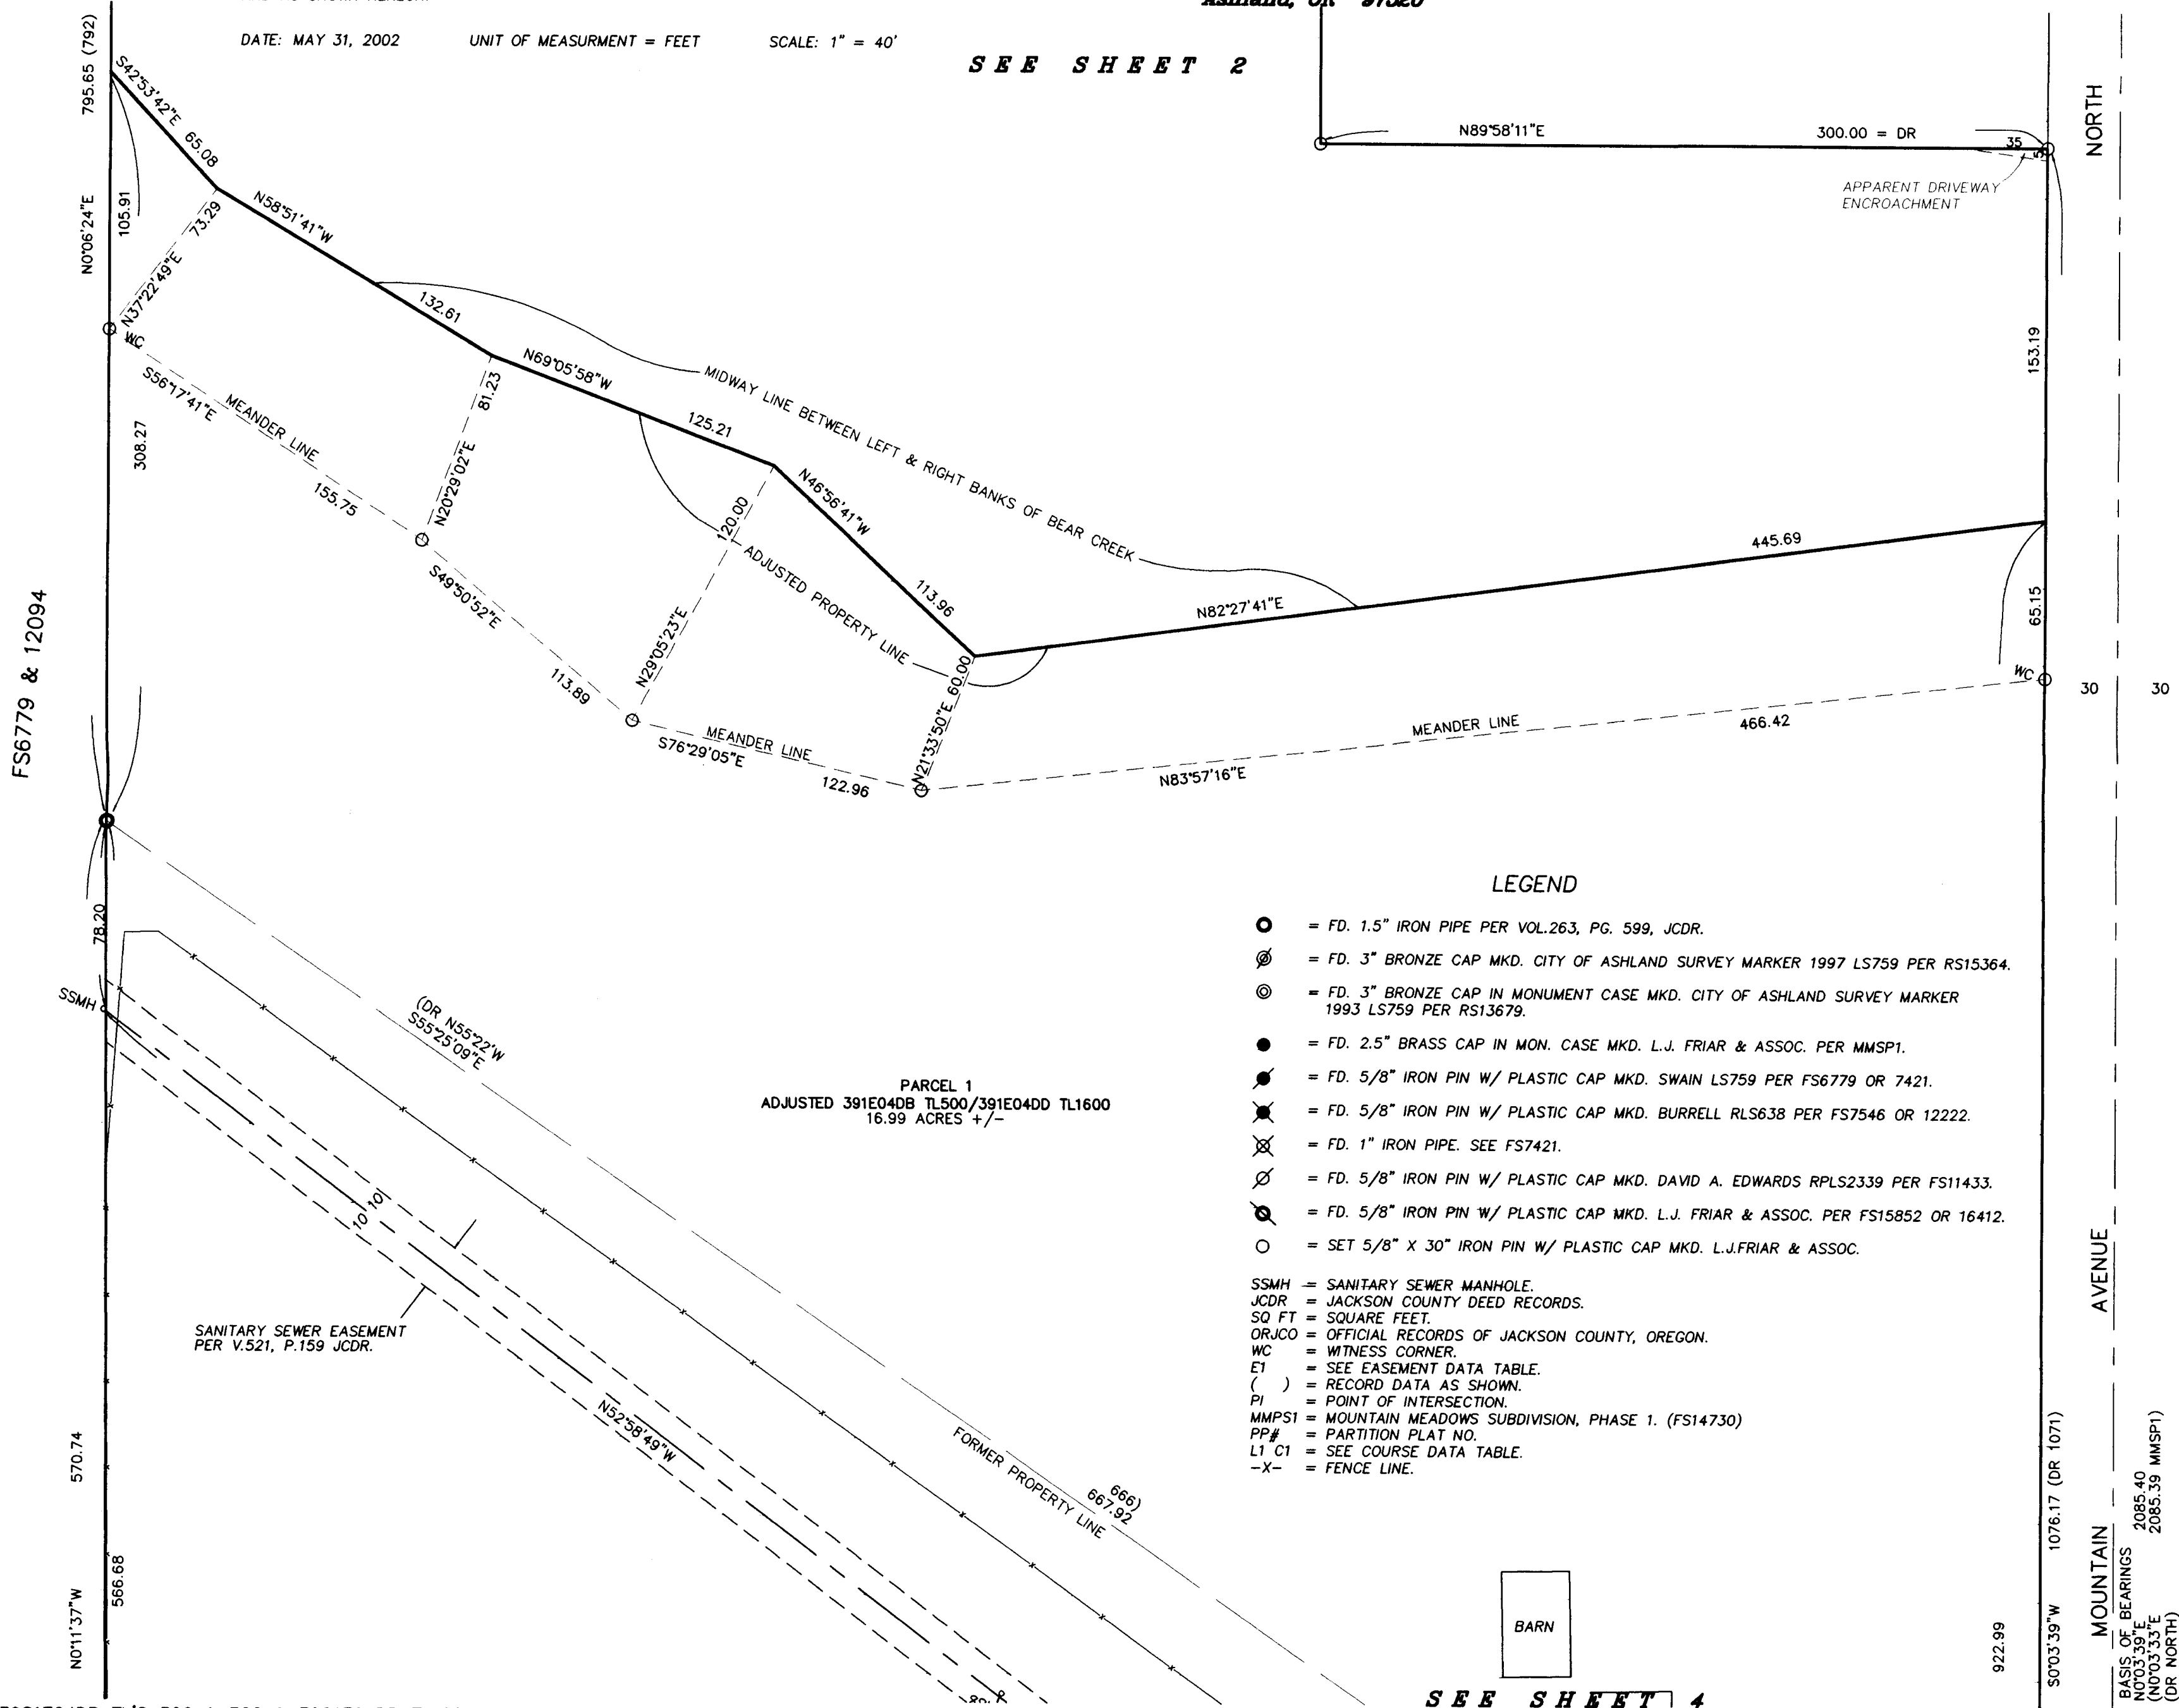 Ashland, OR 97520
DATE: MAY 31, 2002 UNIT OF MEASURMENT = FEET SCALE: 1" = 40'
SEE SHEET 2
795.65 (792)
S42°53'42"E 65.08
N0°06'24"E
105.91
73.29
N37°22'49"E
WC
N58°51'41"W
132.61
S56°17'41"E
MEANDER LINE
155.75
308.27
N69°05'58"W
125.21
81.23
N20°29'02"E
MIDWAY LINE BETWEEN LEFT & RIGHT BANKS OF BEAR CREEK
N46°56'41"W
113.96
120.00
N29°05'23"E
ADJUSTED PROPERTY LINE
S49°50'52"E
113.89
MEANDER LINE
S76°29'05"E
122.96
N21°33'50"E 60.00
N82°27'41"E
445.69
MEANDER LINE
N83°57'16"E
466.42
N89°58'11"E
300.00 = DR
35
5
APPARENT DRIVEWAY
ENCROACHMENT
153.19
65.15
WC
30
30
NORTH
FS6779 & 12094
78.20
SSMH
(DR N55°22'W
S55°25'09"E
PARCEL 1
ADJUSTED 391E04DB TL500/391E04DD TL1600
16.99 ACRES +/-
10 10
SANITARY SEWER EASEMENT
PER V.521, P.159 JCDR.
N52°58'49"W
FORMER PROPERTY LINE
666)
667.92
570.74
566.68
N0°11'37"W
LEGEND
= FD. 1.5" IRON PIPE PER VOL.263, PG. 599, JCDR.
= FD. 3" BRONZE CAP MKD. CITY OF ASHLAND SURVEY MARKER 1997 LS759 PER RS15364.
= FD. 3" BRONZE CAP IN MONUMENT CASE MKD. CITY OF ASHLAND SURVEY MARKER
1993 LS759 PER RS13679.
= FD. 2.5" BRASS CAP IN MON. CASE MKD. L.J. FRIAR & ASSOC. PER MMSP1.
= FD. 5/8" IRON PIN W/ PLASTIC CAP MKD. SWAIN LS759 PER FS6779 OR 7421.
= FD. 5/8" IRON PIN W/ PLASTIC CAP MKD. BURRELL RLS638 PER FS7546 OR 12222.
= FD. 1" IRON PIPE. SEE FS7421.
= FD. 5/8" IRON PIN W/ PLASTIC CAP MKD. DAVID A. EDWARDS RPLS2339 PER FS11433.
= FD. 5/8" IRON PIN W/ PLASTIC CAP MKD. L.J. FRIAR & ASSOC. PER FS15852 OR 16412.
= SET 5/8" X 30" IRON PIN W/ PLASTIC CAP MKD. L.J.FRIAR & ASSOC.
SSMH = SANITARY SEWER MANHOLE.
JCDR = JACKSON COUNTY DEED RECORDS.
SQ FT = SQUARE FEET.
ORJCO = OFFICIAL RECORDS OF JACKSON COUNTY, OREGON.
WC = WITNESS CORNER.
E1 = SEE EASEMENT DATA TABLE.
( ) = RECORD DATA AS SHOWN.
PI = POINT OF INTERSECTION.
MMPS1 = MOUNTAIN MEADOWS SUBDIVISION, PHASE 1. (FS14730)
PP# = PARTITION PLAT NO.
L1 C1 = SEE COURSE DATA TABLE.
-X- = FENCE LINE.
BARN
SEE SHEET 4
922.99
S0°03'39"W 1076.17 (DR 1071)
MOUNTAIN AVENUE
BASIS OF BEARINGS
N0°03'39"E 2085.40
(N0°03'33"E 2085.39 MMSP1)
(DR NORTH)